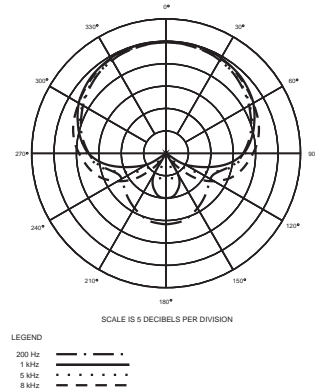 0°
330°
30°
300°
60°
270°
90
240°
120°
210°
150°
180°
SCALE IS 5 DECIBELS PER DIVISION
LEGEND
200 Hz
1 kHz
5 kHz
8 kHz